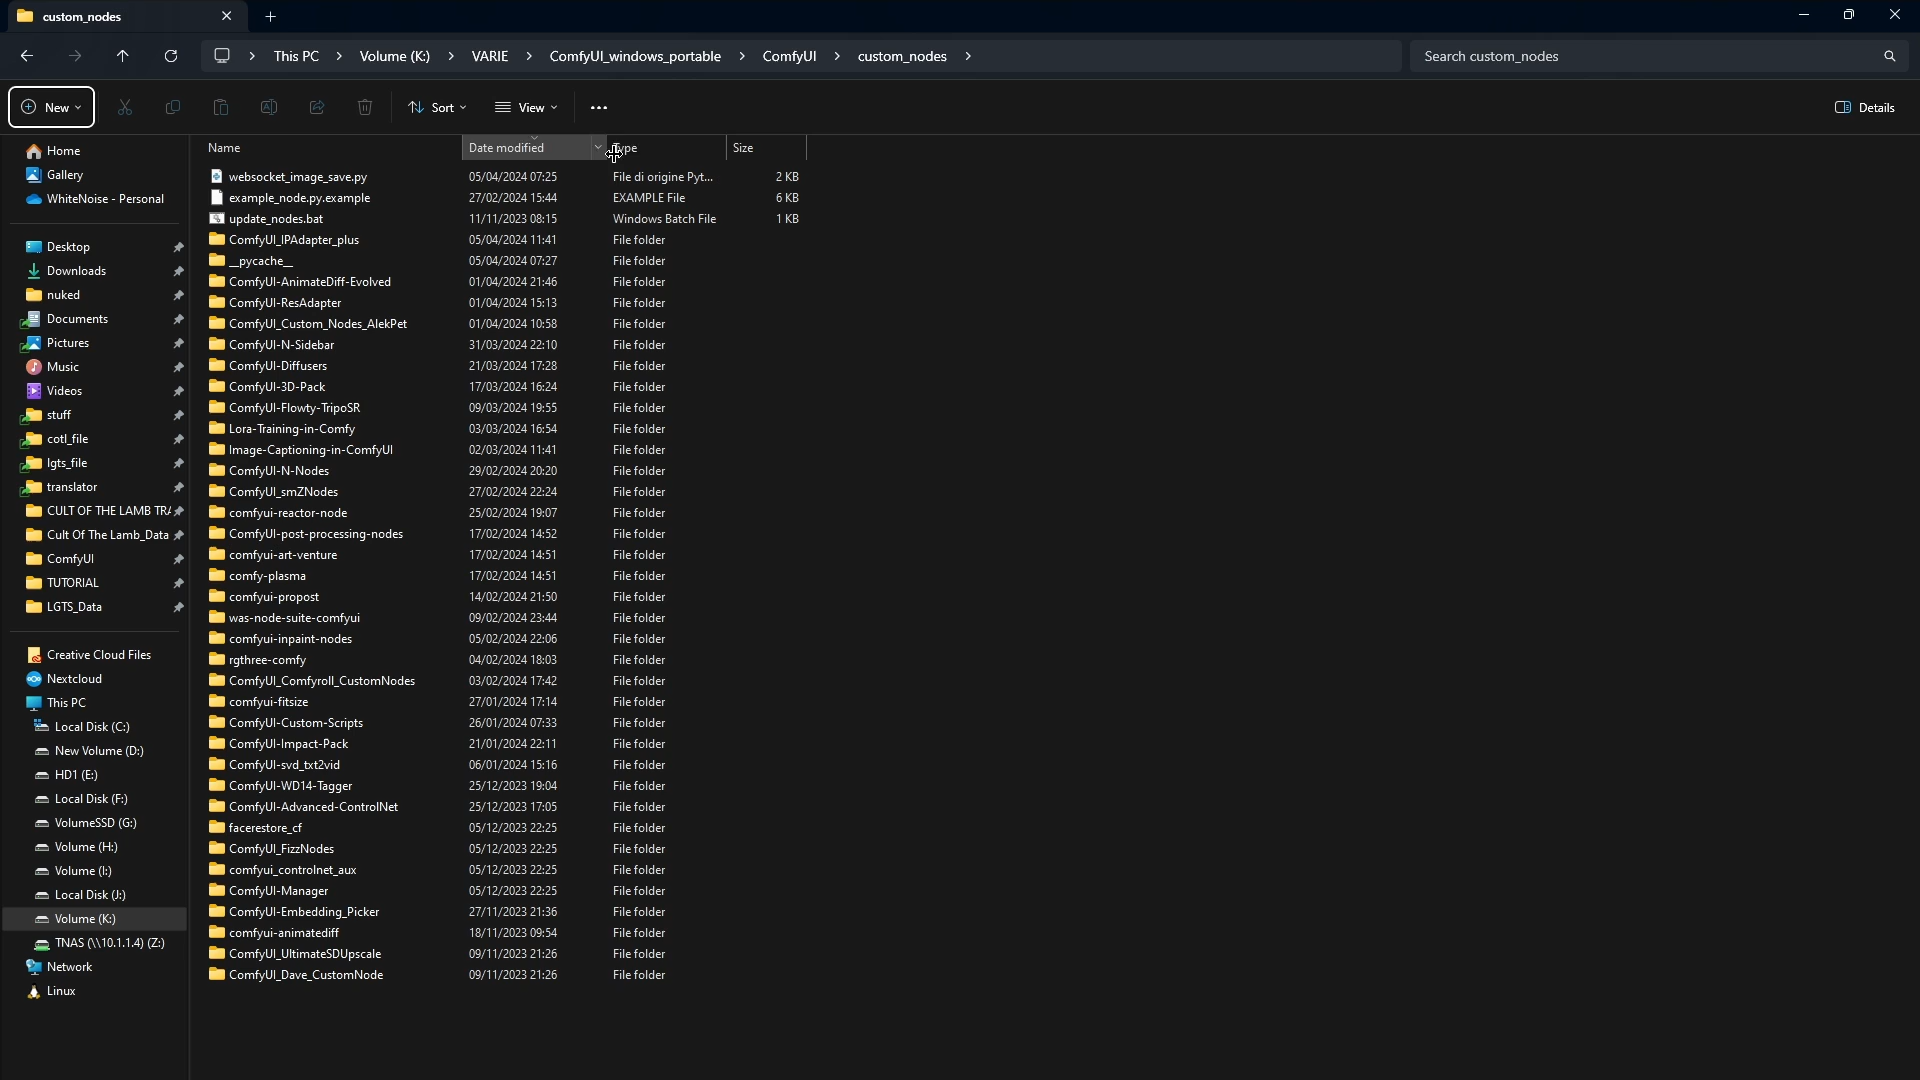 custom_nodes
This PC > Volume (K:) > VARIE > ComfyUI_windows_portable > ComfyUI > custom_nodes >
Search custom_nodes
New
Sort
View
Details
Home
Gallery
WhiteNoise - Personal
Desktop
Downloads
nuked
Documents
Pictures
Music
Videos
stuff
cotl_file
lgts_file
translator
CULT OF THE LAMB TRA
Cult Of The Lamb_Data
ComfyUI
TUTORIAL
LGTS_Data
Creative Cloud Files
Nextcloud
This PC
Local Disk (C:)
New Volume (D:)
HD1 (E:)
Local Disk (F:)
VolumeSSD (G:)
Volume (H:)
Volume (I:)
Local Disk (J:)
Volume (K:)
TNAS (\\10.1.1.4) (Z:)
Network
Linux
Name Date modified Type Size
websocket_image_save.py 05/04/2024 07:25 File di origine Pyt... 2 KB
example_node.py.example 27/02/2024 15:44 EXAMPLE File 6 KB
update_nodes.bat 11/11/2023 08:15 Windows Batch File 1 KB
ComfyUI_IPAdapter_plus 05/04/2024 11:41 File folder
__pycache__ 05/04/2024 07:27 File folder
ComfyUI-AnimateDiff-Evolved 01/04/2024 21:46 File folder
ComfyUI-ResAdapter 01/04/2024 15:13 File folder
ComfyUI_Custom_Nodes_AlekPet 01/04/2024 10:58 File folder
ComfyUI-N-Sidebar 31/03/2024 22:10 File folder
ComfyUI-Diffusers 21/03/2024 17:28 File folder
ComfyUI-3D-Pack 17/03/2024 16:24 File folder
ComfyUI-Flowty-TripoSR 09/03/2024 19:55 File folder
Lora-Training-in-Comfy 03/03/2024 16:54 File folder
Image-Captioning-in-ComfyUI 02/03/2024 11:41 File folder
ComfyUI-N-Nodes 29/02/2024 20:20 File folder
ComfyUI_smZNodes 27/02/2024 22:24 File folder
comfyui-reactor-node 25/02/2024 19:07 File folder
ComfyUI-post-processing-nodes 17/02/2024 14:52 File folder
comfyui-art-venture 17/02/2024 14:51 File folder
comfy-plasma 17/02/2024 14:51 File folder
comfyui-propost 14/02/2024 21:50 File folder
was-node-suite-comfyui 09/02/2024 23:44 File folder
comfyui-inpaint-nodes 05/02/2024 22:06 File folder
rgthree-comfy 04/02/2024 18:03 File folder
ComfyUI_Comfyroll_CustomNodes 03/02/2024 17:42 File folder
comfyui-fitsize 27/01/2024 17:14 File folder
ComfyUI-Custom-Scripts 26/01/2024 07:33 File folder
ComfyUI-Impact-Pack 21/01/2024 22:11 File folder
ComfyUI-svd_txt2vid 06/01/2024 15:16 File folder
ComfyUI-WD14-Tagger 25/12/2023 19:04 File folder
ComfyUI-Advanced-ControlNet 25/12/2023 17:05 File folder
facerestore_cf 05/12/2023 22:25 File folder
ComfyUI_FizzNodes 05/12/2023 22:25 File folder
comfyui_controlnet_aux 05/12/2023 22:25 File folder
ComfyUI-Manager 05/12/2023 22:25 File folder
ComfyUI-Embedding_Picker 27/11/2023 21:36 File folder
comfyui-animatediff 18/11/2023 09:54 File folder
ComfyUI_UltimateSDUpscale 09/11/2023 21:26 File folder
ComfyUI_Dave_CustomNode 09/11/2023 21:26 File folder